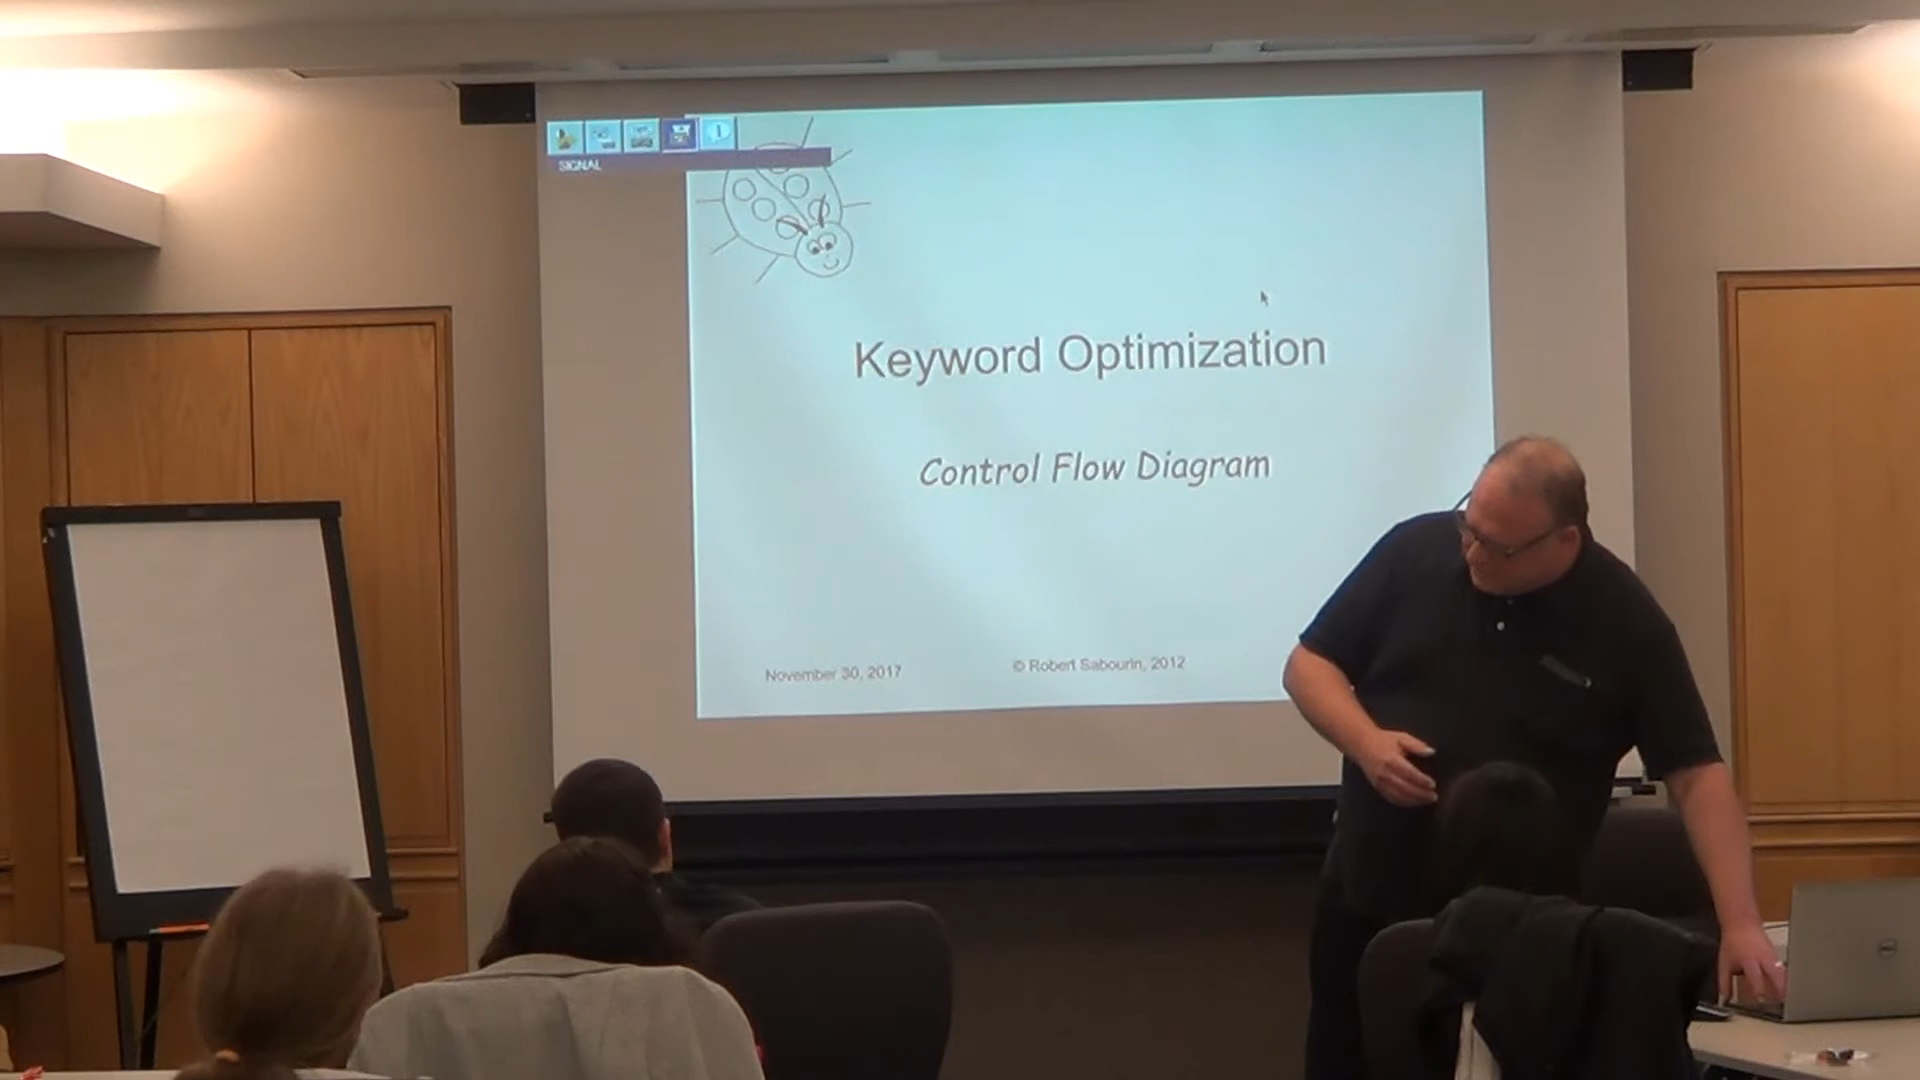 SIGNAL
Keyword Optimization
Control Flow Diagram
November 30, 2017
© Robert Sabourin, 2012